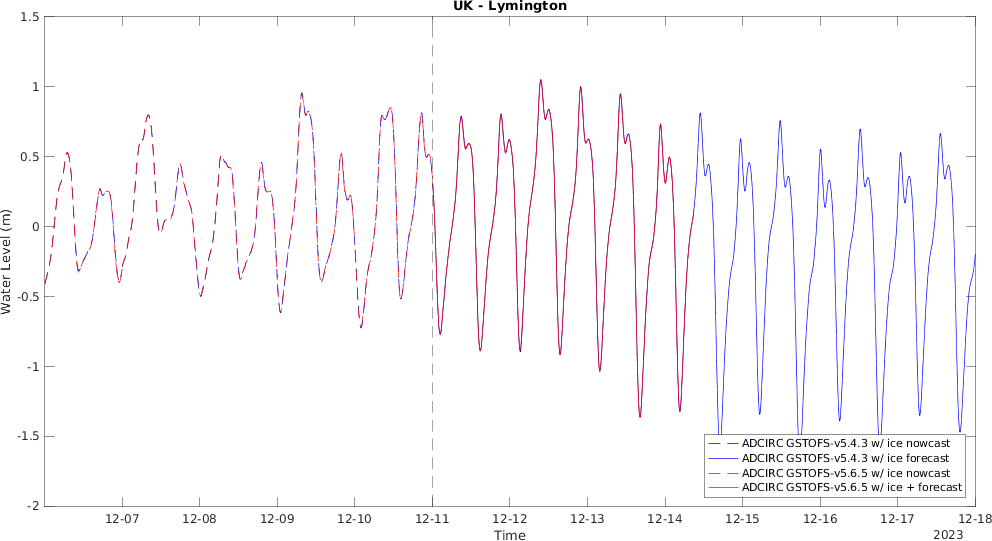 UK - Lymington
1.5
1
0.5
0
-0.5
-1
-1.5
-2
Water Level (m)
ADCIRC GSTOFS-v5.4.3 w/ ice nowcast
ADCIRC GSTOFS-v5.4.3 w/ ice forecast
ADCIRC GSTOFS-v5.6.5 w/ ice nowcast
ADCIRC GSTOFS-v5.6.5 w/ ice + forecast
12-07 12-08 12-09 12-10 12-11 12-12 12-13 12-14 12-15 12-16 12-17 12-18
Time
2023